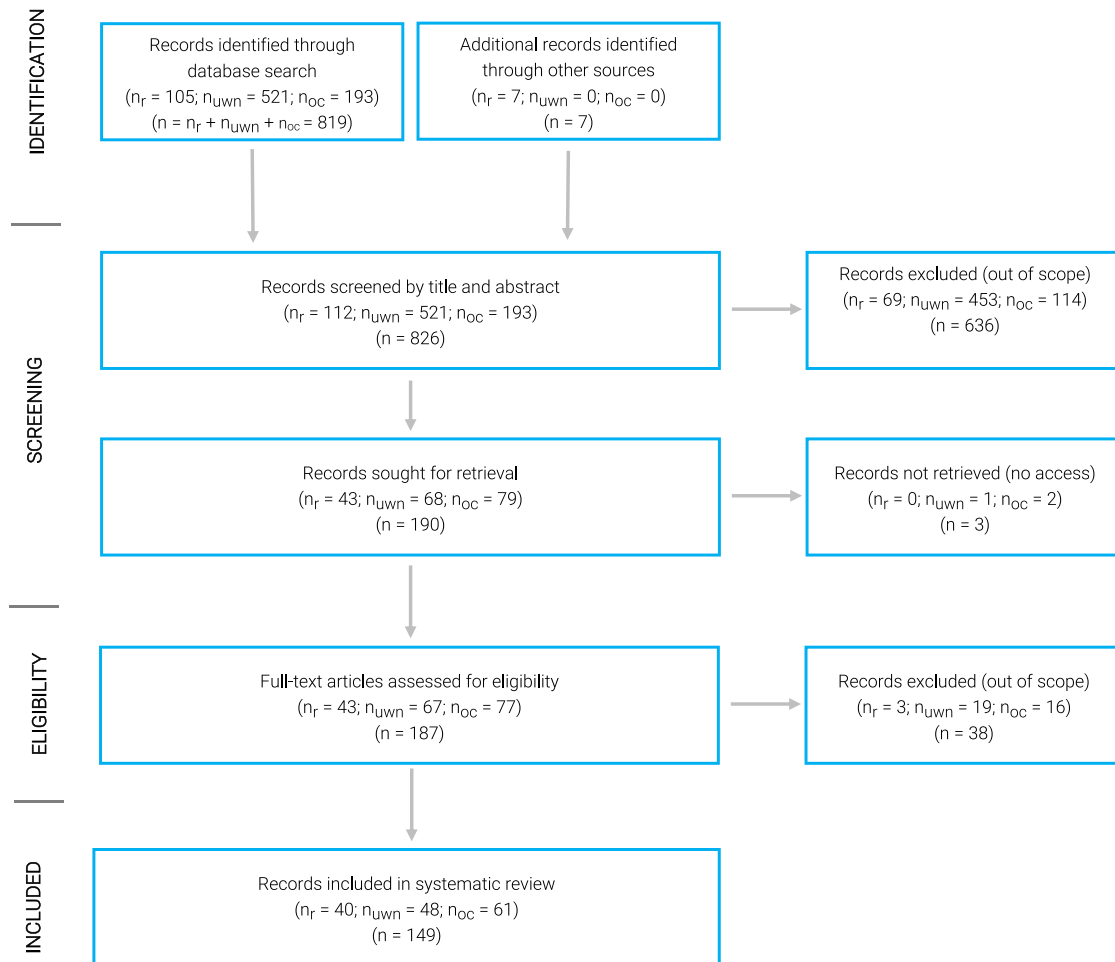 IDENTIFICATION
Records identified through
database search
(nr = 105; nuwn = 521; noc = 193)
(n = nr + nuwn + noc = 819)
Additional records identified
through other sources
(nr = 7; nuwn = 0; noc = 0)
(n = 7)
SCREENING
Records screened by title and abstract
(nr = 112; nuwn = 521; noc = 193)
(n = 826)
Records excluded (out of scope)
(nr = 69; nuwn = 453; noc = 114)
(n = 636)
Records sought for retrieval
(nr = 43; nuwn = 68; noc = 79)
(n = 190)
Records not retrieved (no access)
(nr = 0; nuwn = 1; noc = 2)
(n = 3)
ELIGIBILITY
Full-text articles assessed for eligibility
(nr = 43; nuwn = 67; noc = 77)
(n = 187)
Records excluded (out of scope)
(nr = 3; nuwn = 19; noc = 16)
(n = 38)
INCLUDED
Records included in systematic review
(nr = 40; nuwn = 48; noc = 61)
(n = 149)